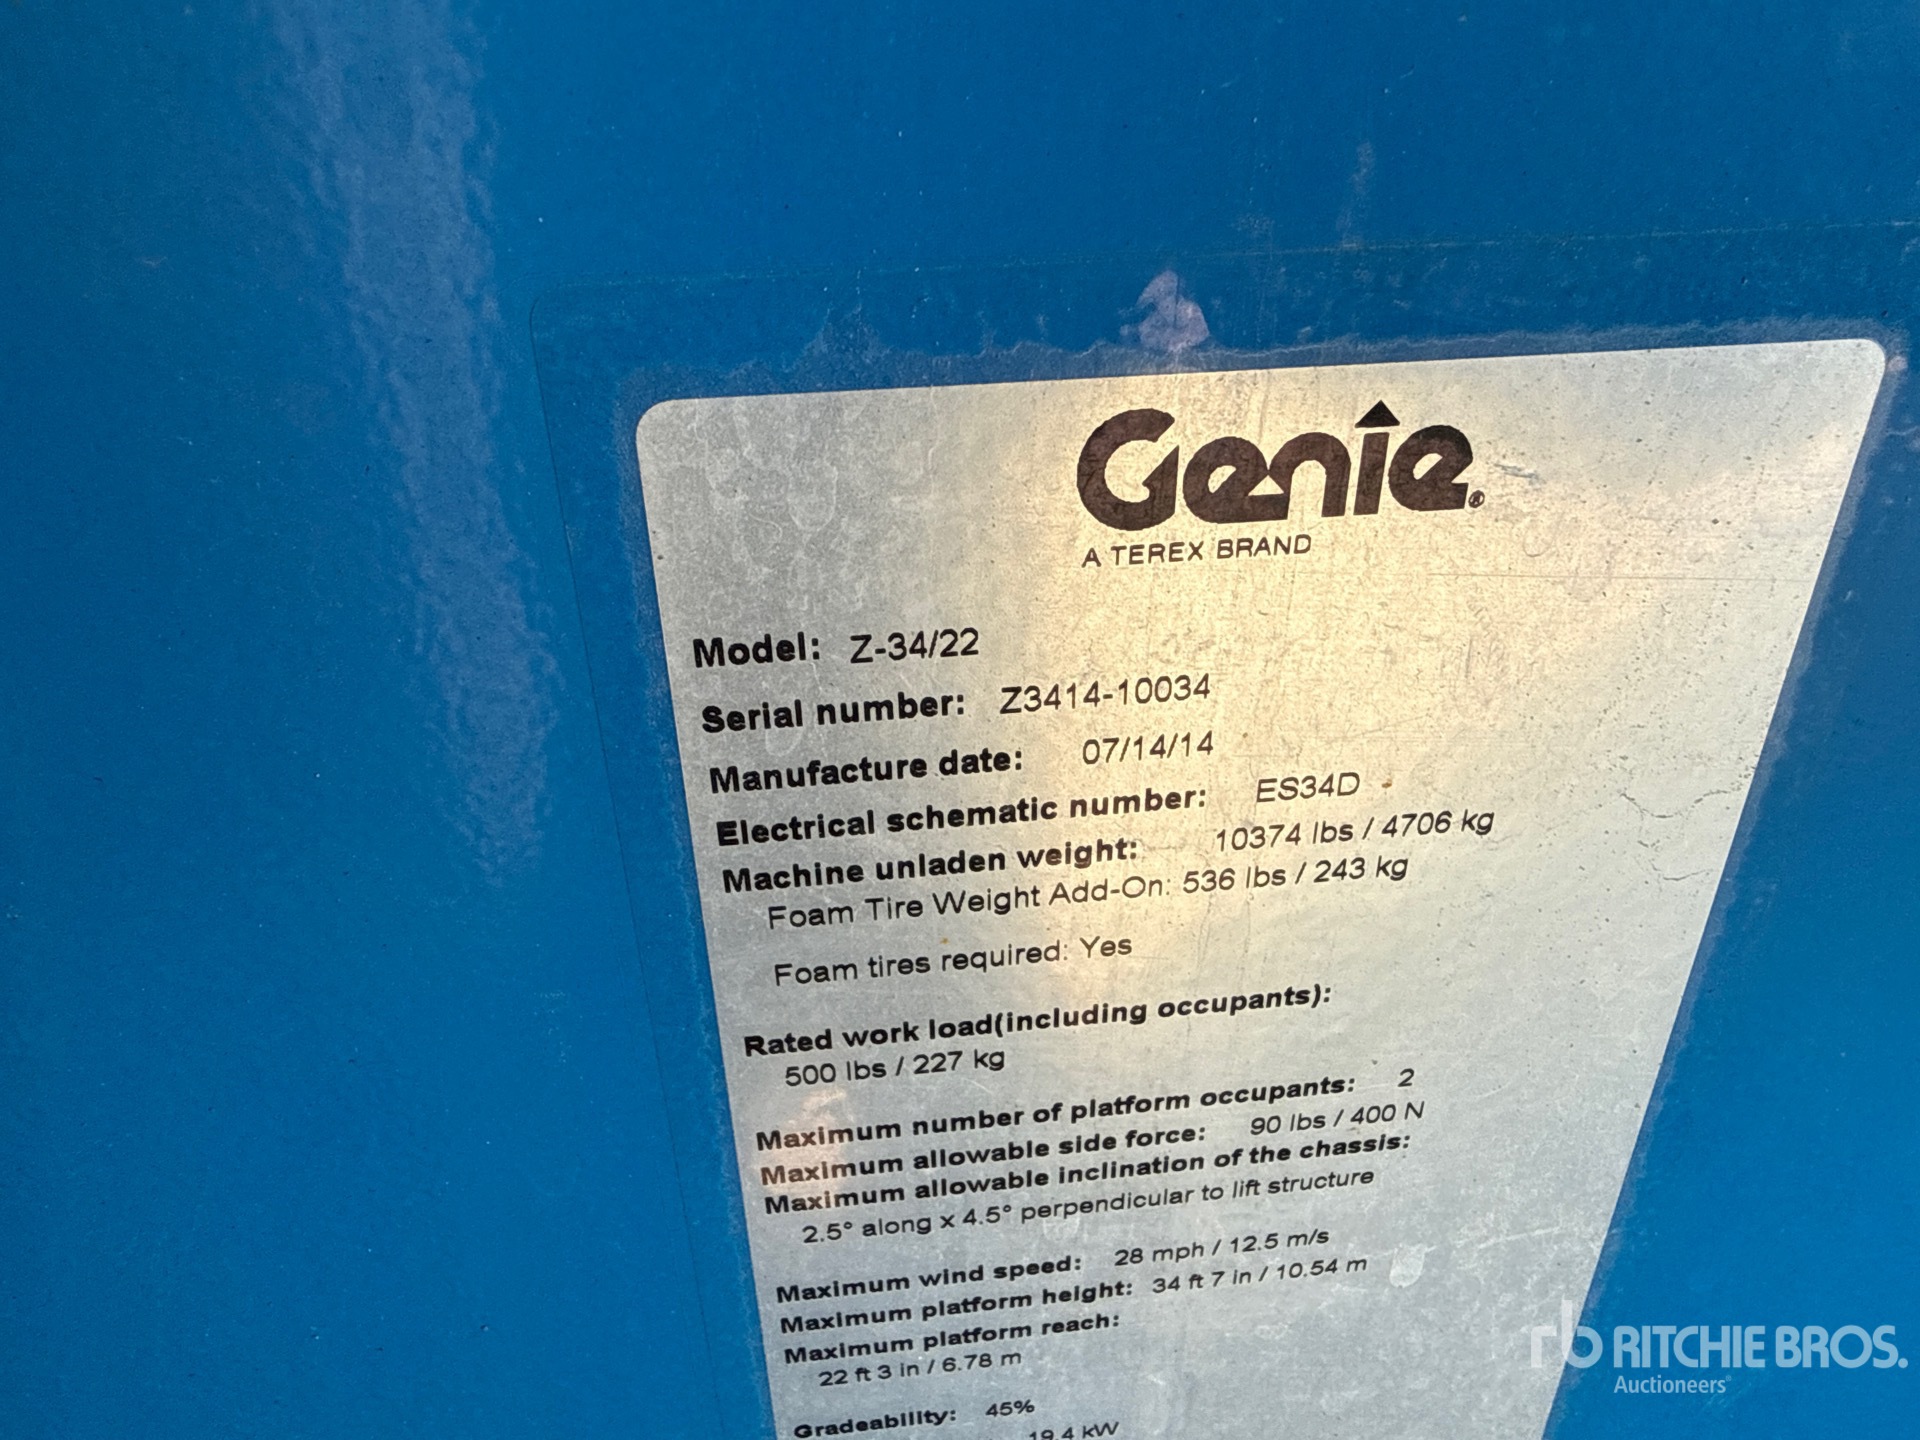 Genie®
A TEREX BRAND
Model: Z-34/22
Serial number: Z3414-10034
Manufacture date: 07/14/14
Electrical schematic number: ES34D
Machine unladen weight: 10374 lbs / 4706 kg
Foam Tire Weight Add-On: 536 lbs / 243 kg
Foam tires required: Yes
Rated work load(including occupants):
500 lbs / 227 kg
Maximum number of platform occupants: 2
Maximum allowable side force: 90 lbs / 400 N
Maximum allowable inclination of the chassis:
2.5° along x 4.5° perpendicular to lift structure
Maximum wind speed: 28 mph / 12.5 m/s
Maximum platform height: 34 ft 7 in / 10.54 m
Maximum platform reach:
22 ft 3 in / 6.78 m
Gradeability: 45%
19.4 kW
rb RITCHIE BROS.
Auctioneers